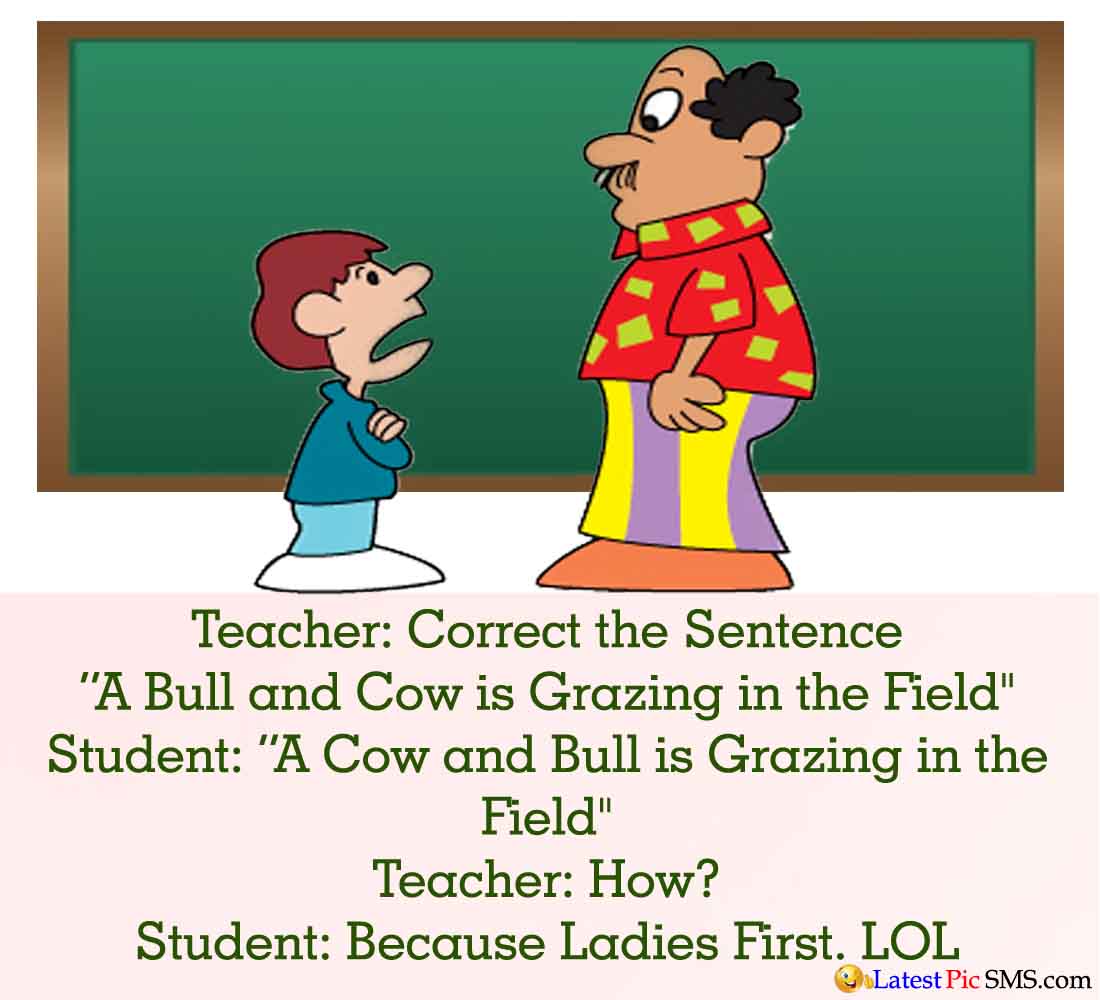 Teacher: Correct the Sentence
”A Bull and Cow is Grazing in the Field"
Student: ”A Cow and Bull is Grazing in the
Field"
Teacher: How?
Student: Because Ladies First. LOL
LatestPicSMS.com